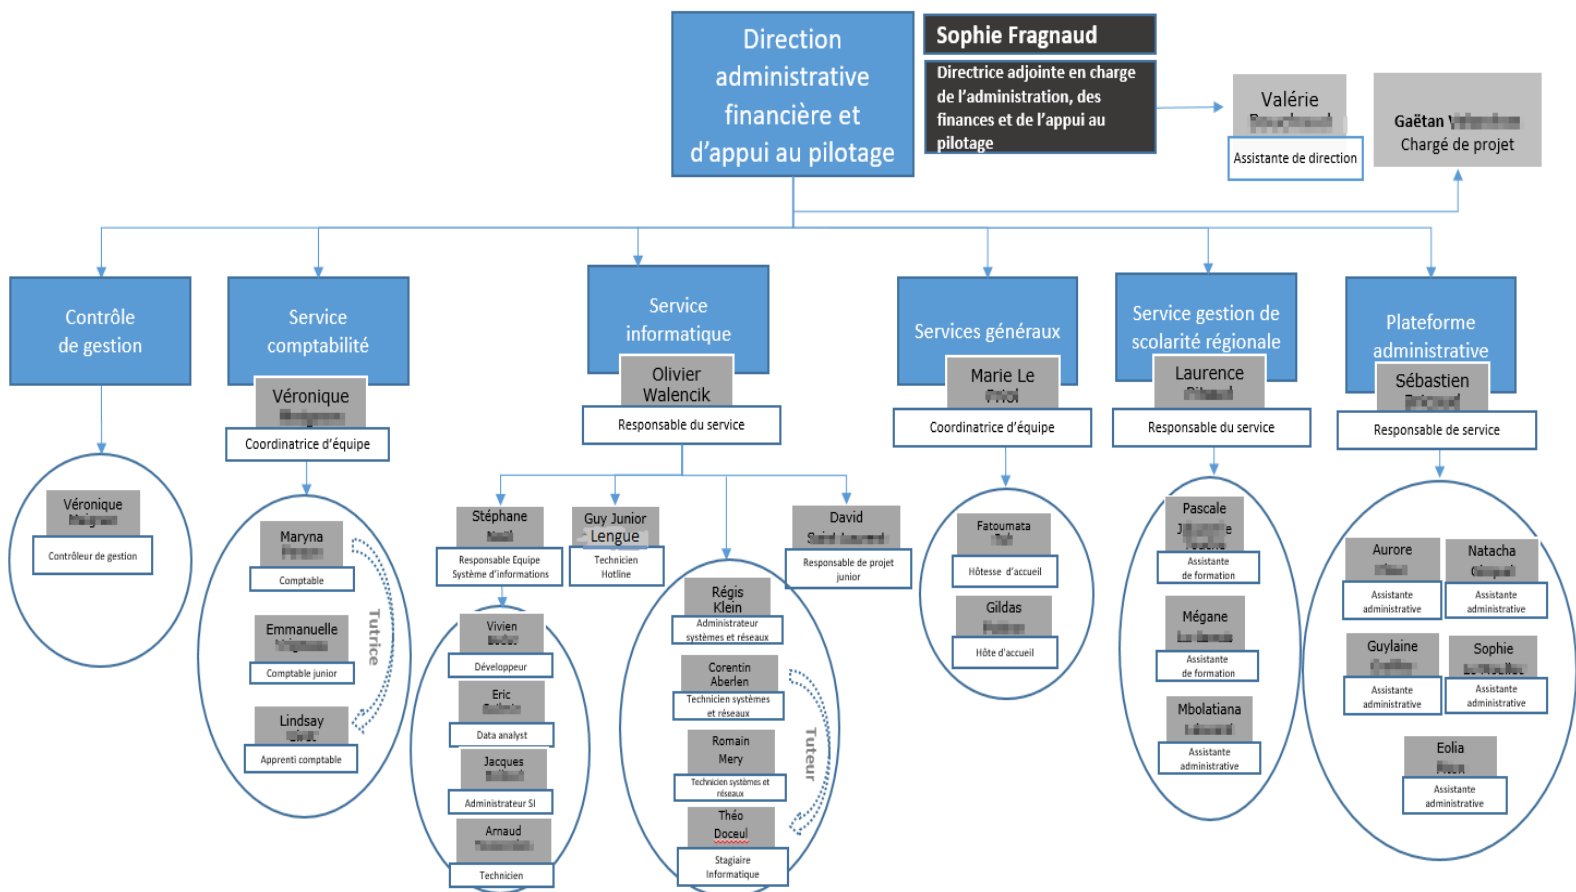 Direction
administrative
financière et
d'appui au pilotage
Sophie Fragnaud
Directrice adjointe en charge
de l'administration, des
finances et de l'appui au
pilotage
Valérie
Assistante de direction
Gaëtan
Chargé de projet
Contrôle
de gestion
Véronique
Contrôleur de gestion
Service
comptabilité
Véronique
Coordinatrice d'équipe
Maryna
Comptable
Emmanuelle
Comptable junior
Lindsay
Apprenti comptable
Tutrice
Service
informatique
Olivier
Walencik
Responsable du service
Stéphane
Responsable Equipe
Système d'informations
Vivien
Développeur
Eric
Data analyst
Jacques
Administrateur SI
Arnaud
Technicien
Guy Junior
Lengue
Technicien
Hotline
Régis
Klein
Administrateur
systèmes et réseaux
Corentin
Aberlen
Technicien systèmes
et réseaux
Romain
Mery
Technicien systèmes et
réseaux
Théo
Doceul
Stagiaire
Informatique
Tuteur
David
Responsable de projet
junior
Services généraux
Marie Le
Coordinatrice d'équipe
Fatoumata
Hôtesse d'accueil
Gildas
Hôte d'accueil
Service gestion de
scolarité régionale
Laurence
Responsable du service
Pascale
Assistante
de formation
Mégane
Assistante
de formation
Mbolatiana
Assistante
administrative
Plateforme
administrative
Sébastien
Responsable de service
Aurore
Assistante
administrative
Natacha
Assistante
administrative
Guylaine
Assistante
administrative
Sophie
Assistante
administrative
Eolia
Assistante
administrative